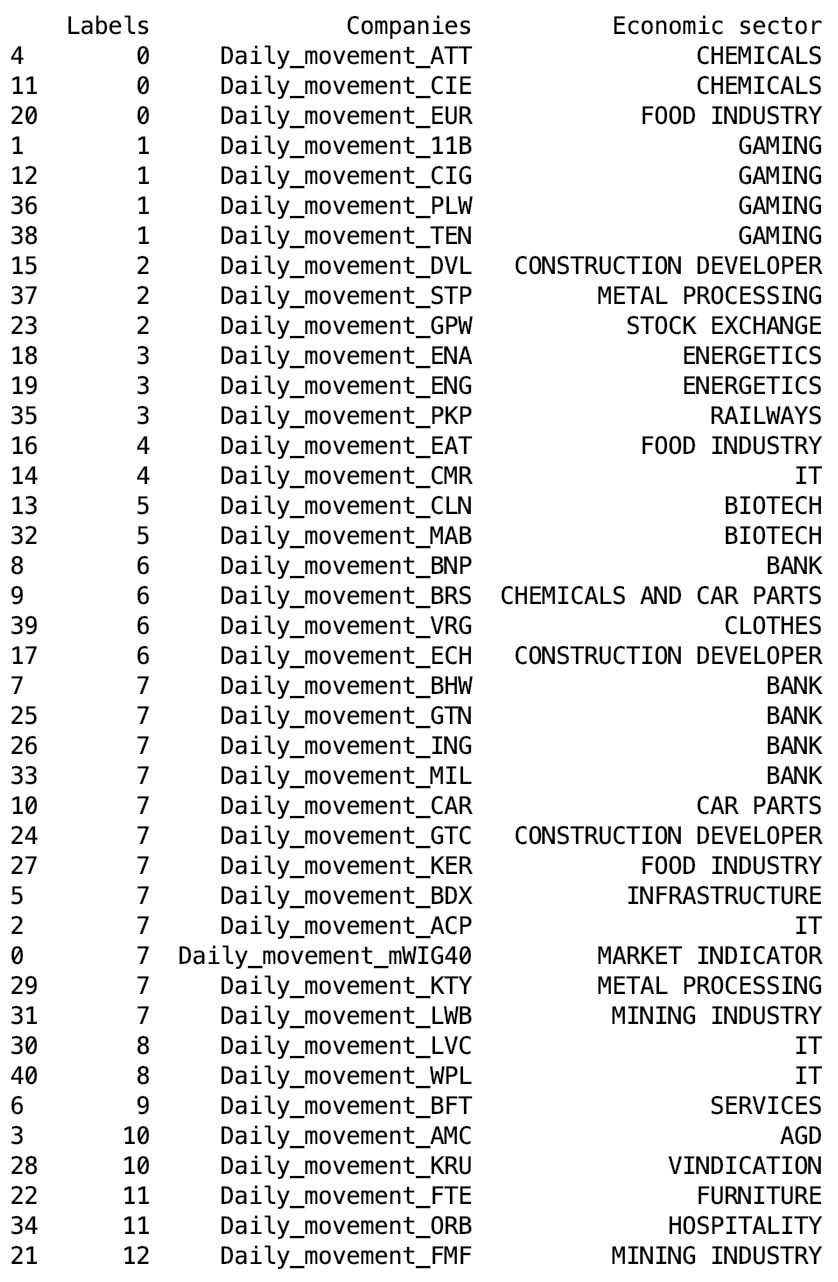 Labels Companies Economic sector
4 0 Daily_movement_ATT CHEMICALS
11 0 Daily_movement_CIE CHEMICALS
20 0 Daily_movement_EUR FOOD INDUSTRY
1 1 Daily_movement_11B GAMING
12 1 Daily_movement_CIG GAMING
36 1 Daily_movement_PLW GAMING
38 1 Daily_movement_TEN GAMING
15 2 Daily_movement_DVL CONSTRUCTION DEVELOPER
37 2 Daily_movement_STP METAL PROCESSING
23 2 Daily_movement_GPW STOCK EXCHANGE
18 3 Daily_movement_ENA ENERGETICS
19 3 Daily_movement_ENG ENERGETICS
35 3 Daily_movement_PKP RAILWAYS
16 4 Daily_movement_EAT FOOD INDUSTRY
14 4 Daily_movement_CMR IT
13 5 Daily_movement_CLN BIOTECH
32 5 Daily_movement_MAB BIOTECH
8 6 Daily_movement_BNP BANK
9 6 Daily_movement_BRS CHEMICALS AND CAR PARTS
39 6 Daily_movement_VRG CLOTHES
17 6 Daily_movement_ECH CONSTRUCTION DEVELOPER
7 7 Daily_movement_BHW BANK
25 7 Daily_movement_GTN BANK
26 7 Daily_movement_ING BANK
33 7 Daily_movement_MIL BANK
10 7 Daily_movement_CAR CAR PARTS
24 7 Daily_movement_GTC CONSTRUCTION DEVELOPER
27 7 Daily_movement_KER FOOD INDUSTRY
5 7 Daily_movement_BDX INFRASTRUCTURE
2 7 Daily_movement_ACP IT
0 7 Daily_movement_mWIG40 MARKET INDICATOR
29 7 Daily_movement_KTY METAL PROCESSING
31 7 Daily_movement_LWB MINING INDUSTRY
30 8 Daily_movement_LVC IT
40 8 Daily_movement_WPL IT
6 9 Daily_movement_BFT SERVICES
3 10 Daily_movement_AMC AGD
28 10 Daily_movement_KRU VINDICATION
22 11 Daily_movement_FTE FURNITURE
34 11 Daily_movement_ORB HOSPITALITY
21 12 Daily_movement_FMF MINING INDUSTRY